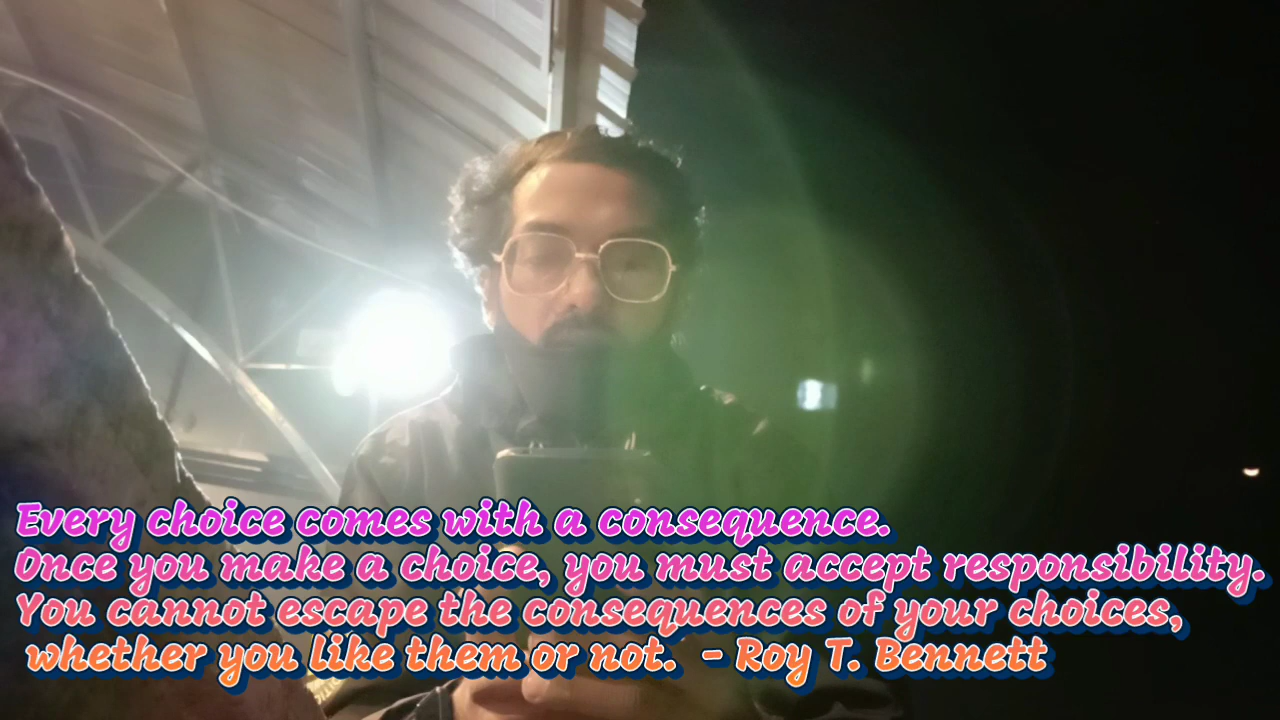 Every choice comes with a consequence.
Once you make a choice, you must accept responsibility.
You cannot escape the consequences of your choices,
whether you like them or not. - Roy T. Bennett